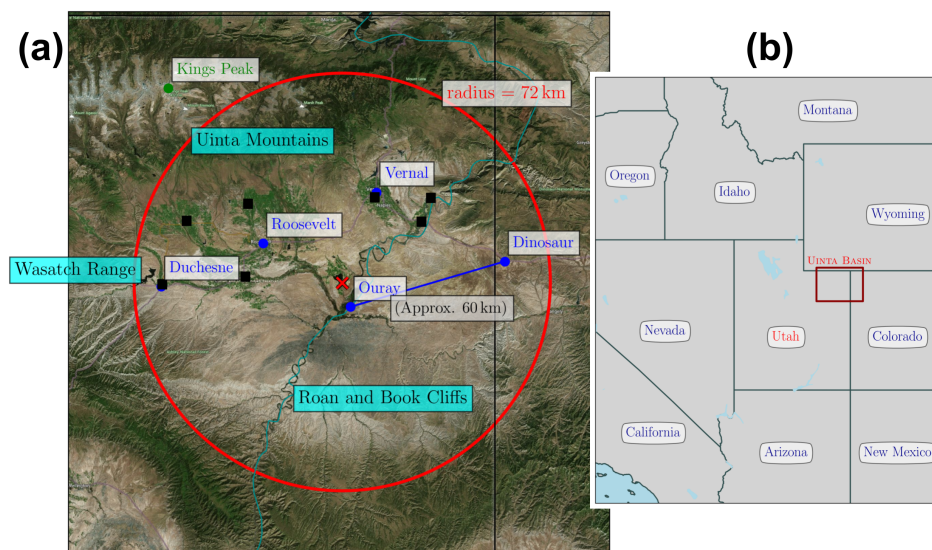 (a)
Kings Peak
radius = 72 km
Uinta Mountains
Vernal
Roosevelt
Dinosaur
Wasatch Range
Duchesne
Ouray
(Approx. 60 km)
Roan and Book Cliffs
(b)
Montana
Oregon
Idaho
Wyoming
UINTA BASIN
Nevada
Utah
Colorado
California
Arizona
New Mexico